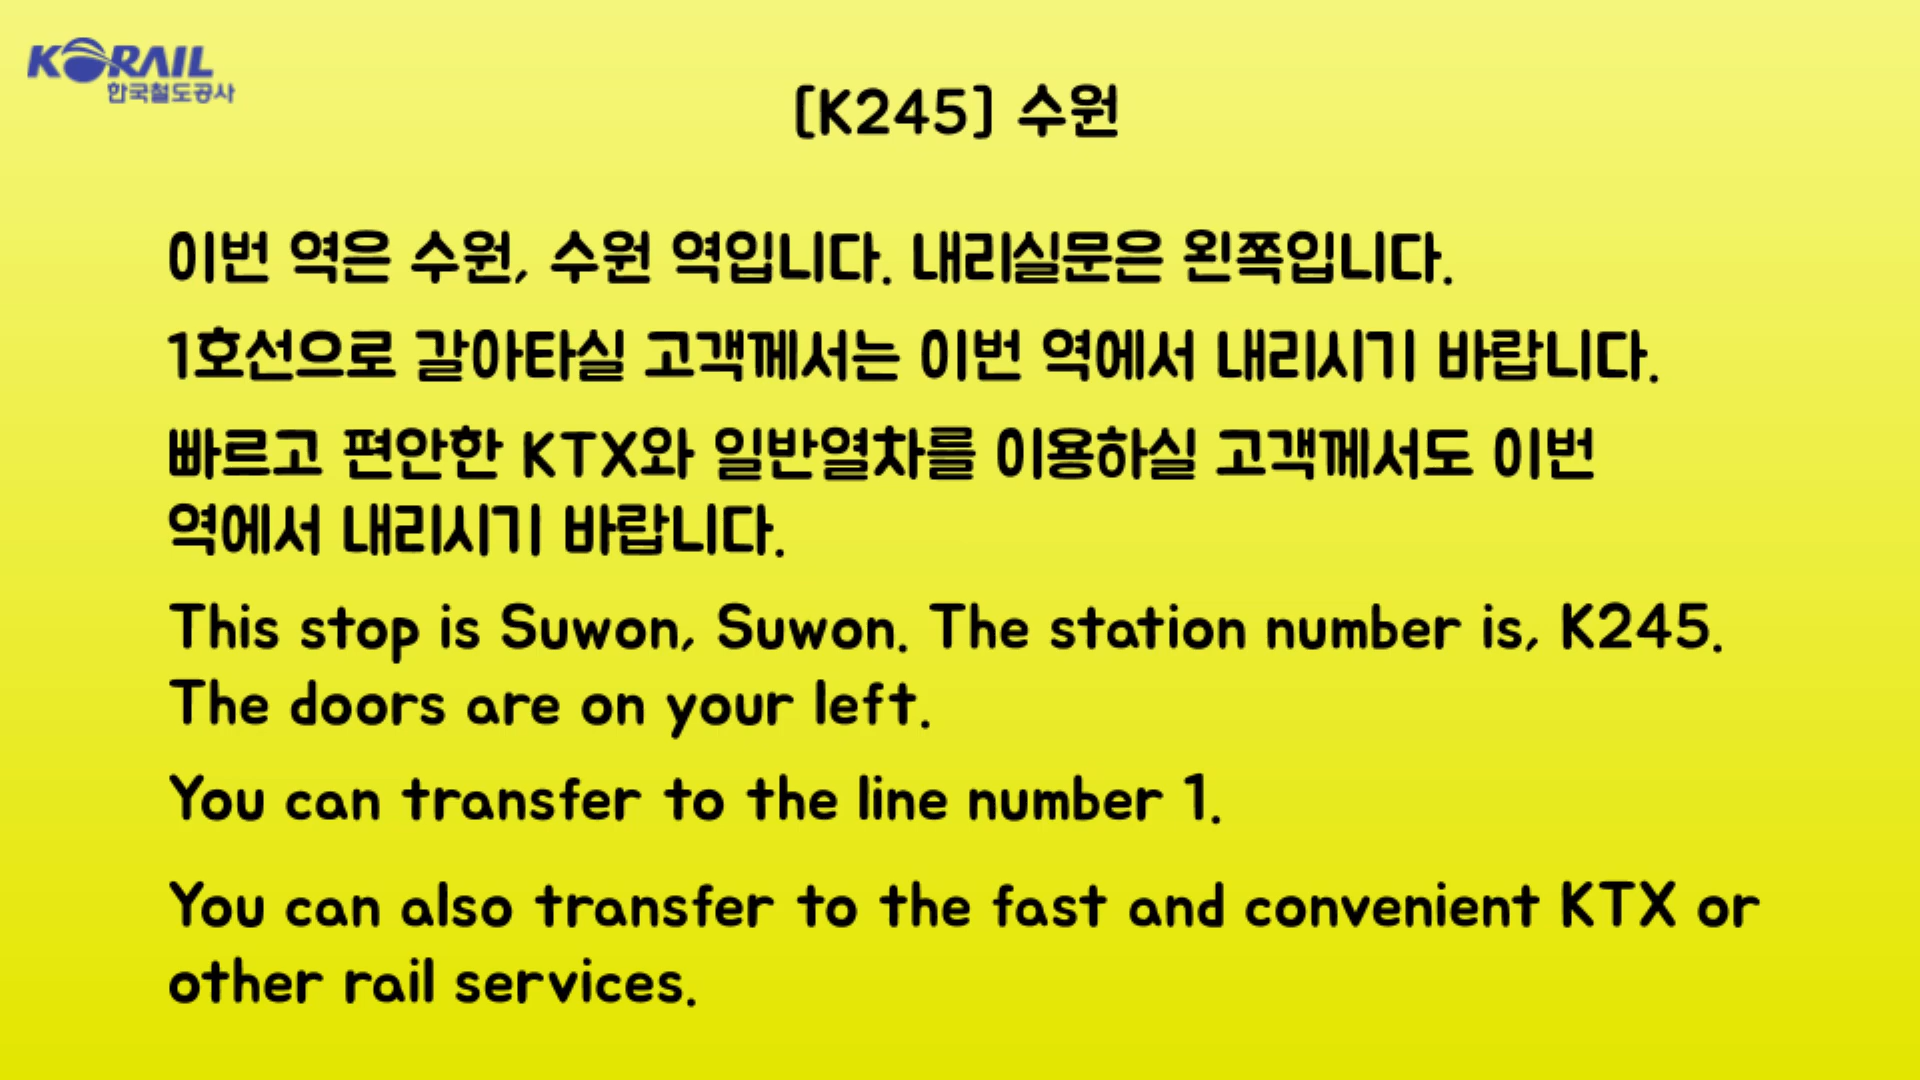 KORAIL
한국철도공사
[K245] 수원
이번 역은 수원, 수원 역입니다. 내리실문은 왼쪽입니다.
1호선으로 갈아타실 고객께서는 이번 역에서 내리시기 바랍니다.
빠르고 편안한 KTX와 일반열차를 이용하실 고객께서도 이번
역에서 내리시기 바랍니다.
This stop is Suwon, Suwon. The station number is, K245.
The doors are on your left.
You can transfer to the line number 1.
You can also transfer to the fast and convenient KTX or
other rail services.